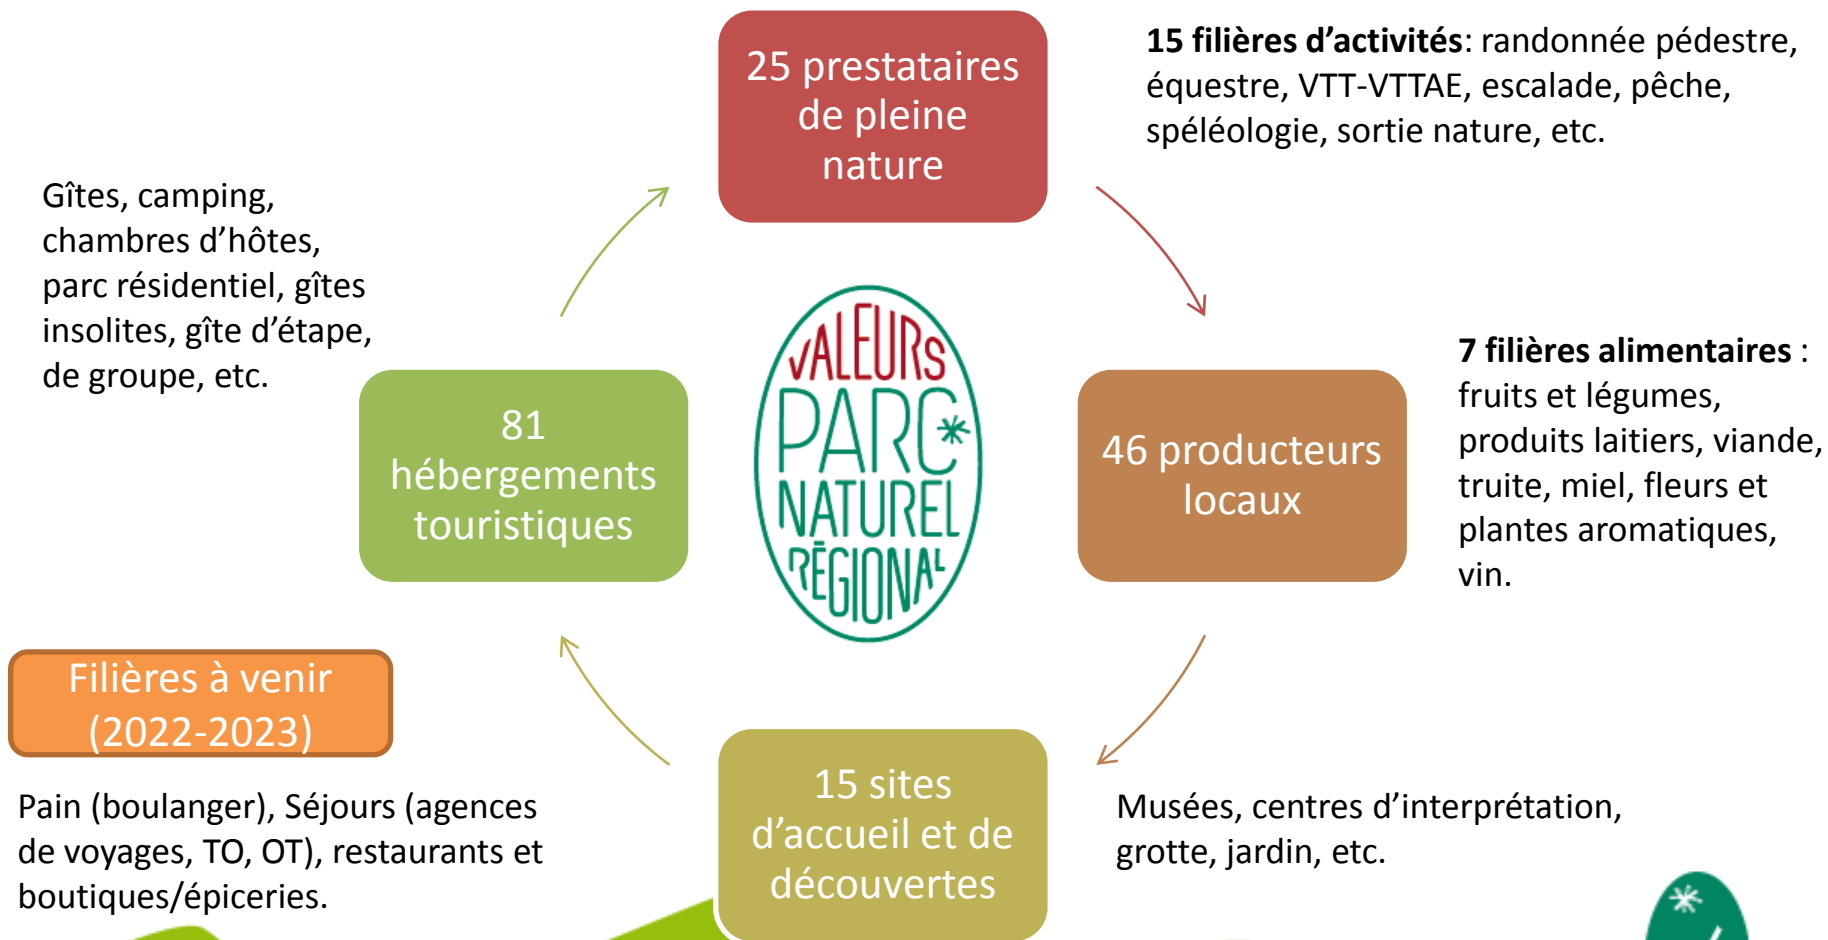 25 prestataires
de pleine
nature
15 filières d’activités: randonnée pédestre,
équestre, VTT-VTTAE, escalade, pêche,
spéléologie, sortie nature, etc.
Gîtes, camping,
chambres d’hôtes,
parc résidentiel, gîtes
insolites, gîte d’étape,
de groupe, etc.
81
hébergements
touristiques
VALEURS
PARC
NATUREL
RÉGIONAL
46 producteurs
locaux
7 filières alimentaires :
fruits et légumes,
produits laitiers, viande,
truite, miel, fleurs et
plantes aromatiques,
vin.
Filières à venir
(2022-2023)
Pain (boulanger), Séjours (agences
de voyages, TO, OT), restaurants et
boutiques/épiceries.
15 sites
d’accueil et de
découvertes
Musées, centres d’interprétation,
grotte, jardin, etc.